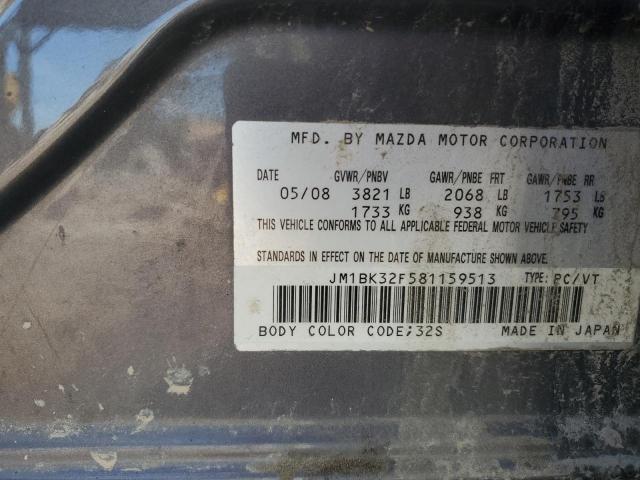 MFD. BY MAZDA MOTOR CORPORATION
DATE GVWR/PNBV GAWR/PNBE FRT GAWR/PNBE RR
05/08 3821 LB 2068 LB 1753 LB
1733 KG 938 KG 795 KG
THIS VEHICLE CONFORMS TO ALL APPLICABLE FEDERAL MOTOR VEHICLE SAFETY
STANDARDS IN EFFECT ON THE DATE OF MANUFACTURE SHOWN ABOVE.
JM1BK32F581159513 TYPE: PC/VT
BODY COLOR CODE;32S MADE IN JAPAN